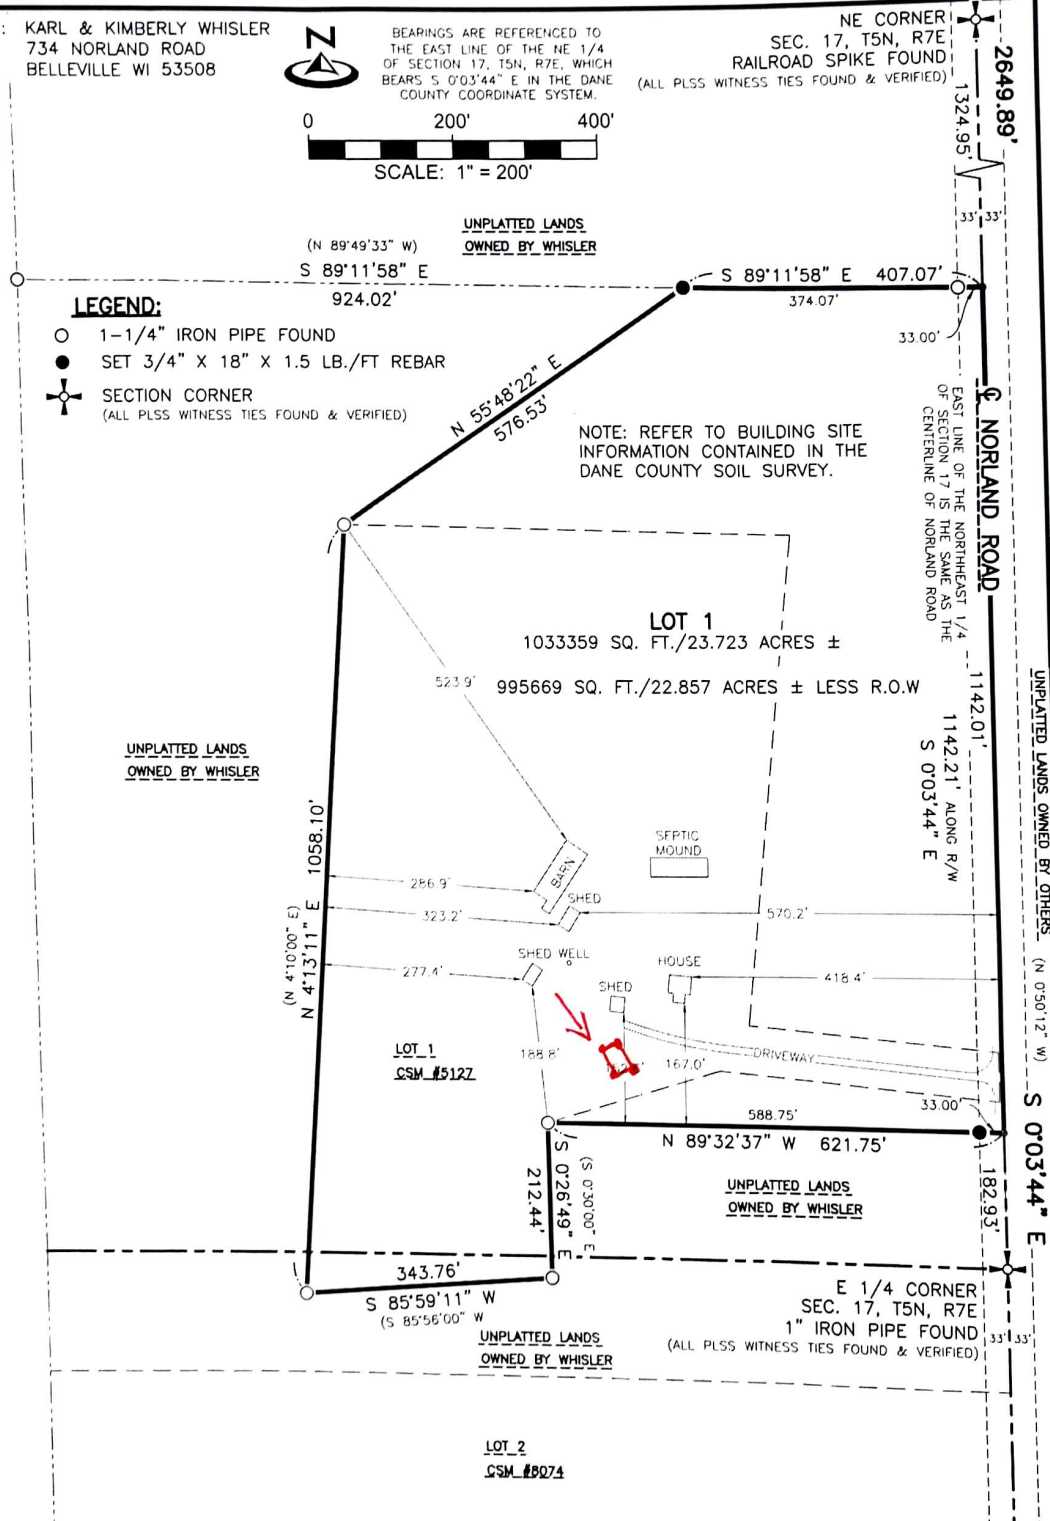 : KARL & KIMBERLY WHISLER
734 NORLAND ROAD
BELLEVILLE WI 53508
N
BEARINGS ARE REFERENCED TO
THE EAST LINE OF THE NE 1/4
OF SECTION 17, T5N, R7E, WHICH
BEARS S 0°03'44" E IN THE DANE
COUNTY COORDINATE SYSTEM.
0 200' 400'
SCALE: 1" = 200'
NE CORNER
SEC. 17, T5N, R7E
RAILROAD SPIKE FOUND
(ALL PLSS WITNESS TIES FOUND & VERIFIED)
2649.89'
1324.95'
33' 33'
UNPLATTED LANDS
OWNED BY WHISLER
(N 89°49'33" W)
S 89°11'58" E
924.02'
S 89°11'58" E 407.07'
374.07'
33.00'
LEGEND:
1-1/4" IRON PIPE FOUND
SET 3/4" X 18" X 1.5 LB./FT REBAR
SECTION CORNER
(ALL PLSS WITNESS TIES FOUND & VERIFIED)
N 55°48'22" E
576.53'
NOTE: REFER TO BUILDING SITE
INFORMATION CONTAINED IN THE
DANE COUNTY SOIL SURVEY.
℄ NORLAND ROAD
EAST LINE OF THE NORTHHEAST 1/4
OF SECTION 17 IS THE SAME AS THE
CENTERLINE OF NORLAND ROAD
LOT 1
1033359 SQ. FT./23.723 ACRES ±
995669 SQ. FT./22.857 ACRES ± LESS R.O.W
523.9'
1142.01'
1142.21' ALONG R/W
S 0°03'44" E
UNPLATTED LANDS OWNED BY OTHERS
(N 0°50'12" W)
S 0°03'44" E
UNPLATTED LANDS
OWNED BY WHISLER
N 4°13'11" E 1058.10'
(N 4°10'00" E)
SEPTIC
MOUND
BARN
286.9'
SHED
323.2'
570.2'
SHED WELL
277.4'
HOUSE
418.4'
SHED
188.8'
167.0'
DRIVEWAY
LOT 1
CSM #5127
588.75'
33.00'
N 89°32'37" W 621.75'
S 0°26'49" E
212.44'
(S 0°30'00" E
182.93'
UNPLATTED LANDS
OWNED BY WHISLER
343.76'
S 85°59'11" W
(S 85°56'00" W
E 1/4 CORNER
SEC. 17, T5N, R7E
1" IRON PIPE FOUND
(ALL PLSS WITNESS TIES FOUND & VERIFIED)
33' 33'
UNPLATTED LANDS
OWNED BY WHISLER
LOT 2
CSM #8074